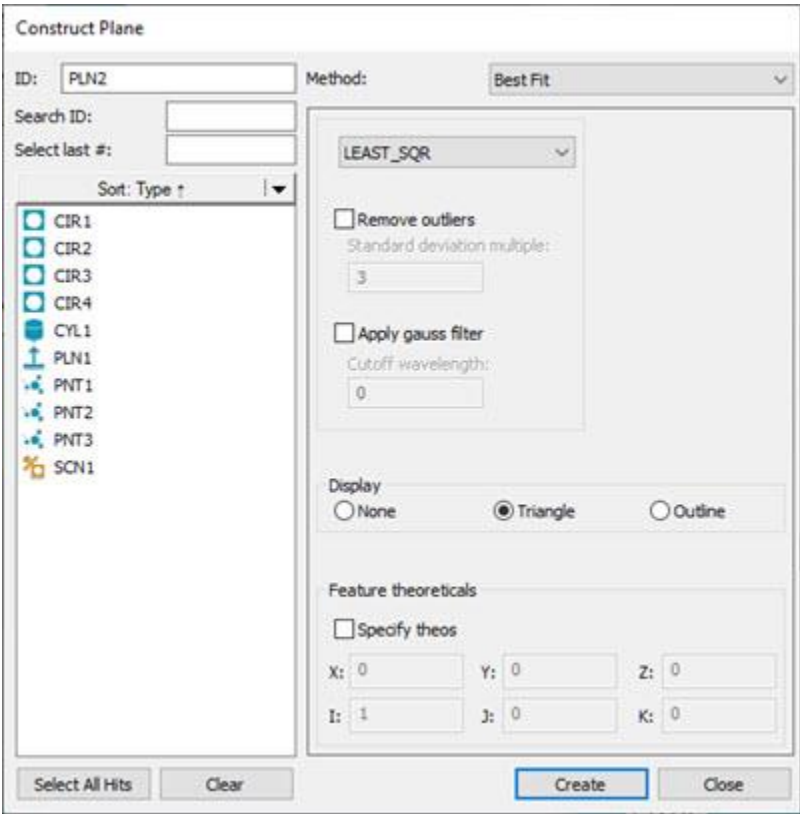 Construct Plane
ID: PLN2
Method: Best Fit
Search ID:
Select last #:
Sort: Type ↑
CIR1
CIR2
CIR3
CIR4
CYL1
PLN1
PNT1
PNT2
PNT3
SCN1
LEAST_SQR
Remove outliers
Standard deviation multiple:
3
Apply gauss filter
Cutoff wavelength:
0
Display
None Triangle Outline
Feature theoreticals
Specify theos
X: 0 Y: 0 Z: 0
I: 1 J: 0 K: 0
Select All Hits Clear Create Close